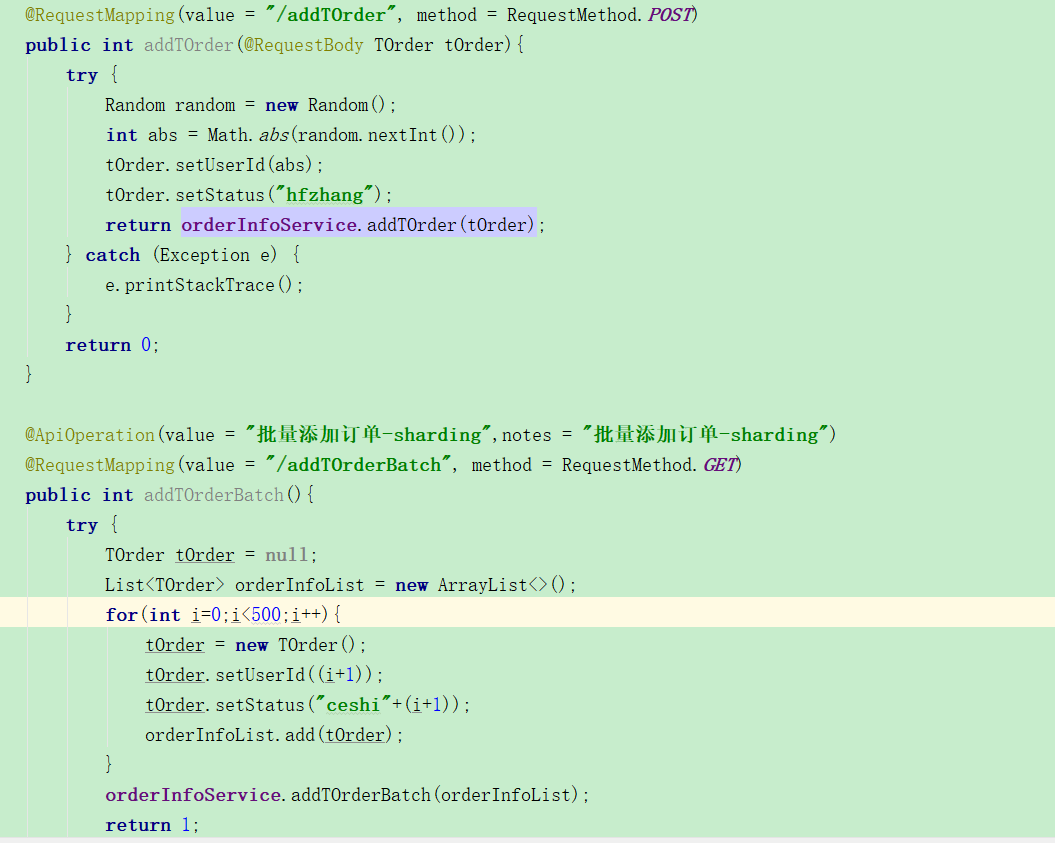 @RequestMapping(value = "/addTOrder", method = RequestMethod.POST)
public int addTOrder(@RequestBody TOrder tOrder){
try {
Random random = new Random();
int abs = Math.abs(random.nextInt());
tOrder.setUserId(abs);
tOrder.setStatus("hfzhang");
return orderInfoService.addTOrder(tOrder);
} catch (Exception e) {
e.printStackTrace();
}
return 0;
}
@ApiOperation(value = "批量添加订单-sharding",notes = "批量添加订单-sharding")
@RequestMapping(value = "/addTOrderBatch", method = RequestMethod.GET)
public int addTOrderBatch(){
try {
TOrder tOrder = null;
List<TOrder> orderInfoList = new ArrayList<>();
for(int i=0;i<500;i++){
tOrder = new TOrder();
tOrder.setUserId((i+1));
tOrder.setStatus("ceshi"+(i+1));
orderInfoList.add(tOrder);
}
orderInfoService.addTOrderBatch(orderInfoList);
return 1;